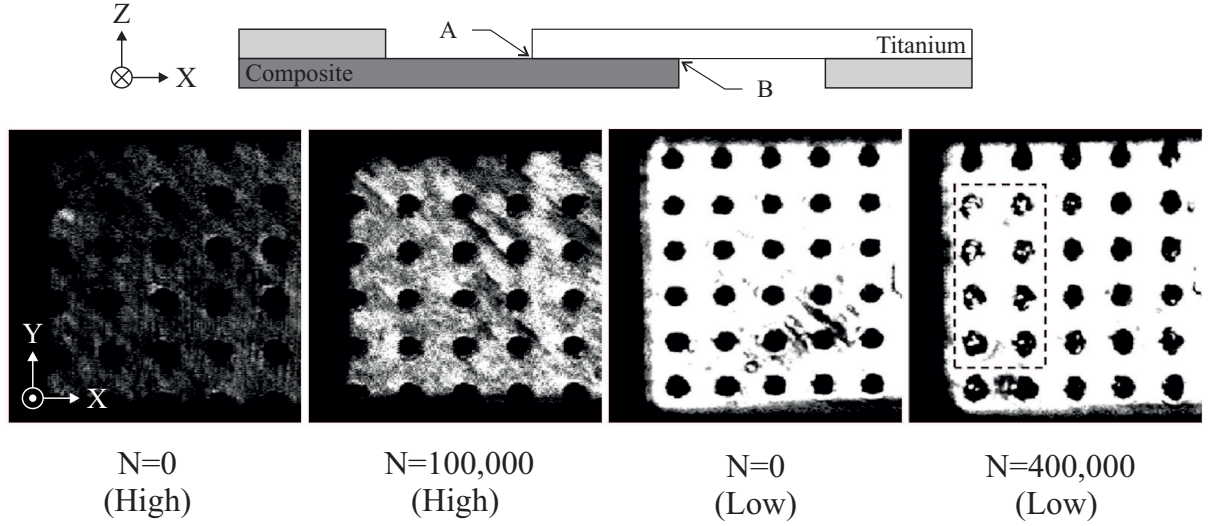 Z
X
A
Titanium
Composite
B
Y
X
N=0
(High)
N=100,000
(High)
N=0
(Low)
N=400,000
(Low)